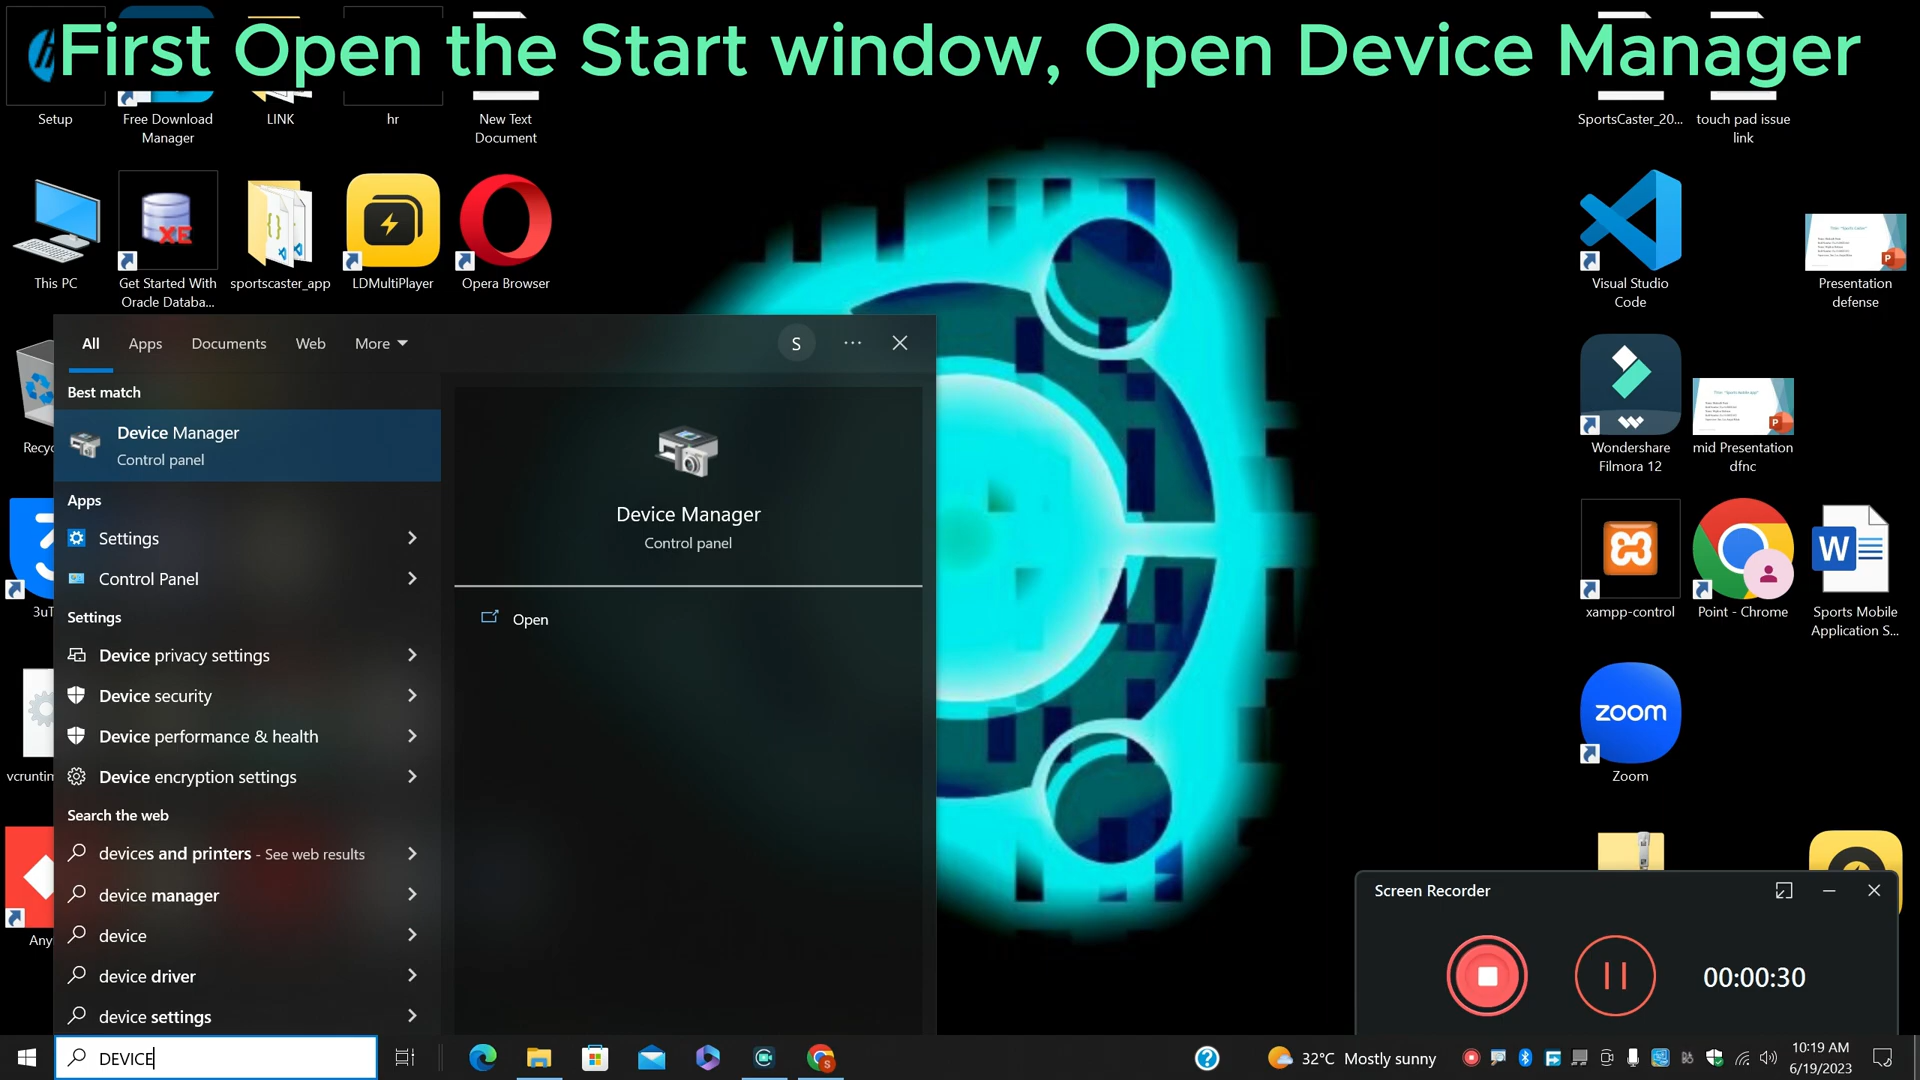 First Open the Start window, Open Device Manager
Setup
Free Download
Manager
LINK
hr
New Text
Document
SportsCaster_20...
touch pad issue
link
This PC
XE
Get Started With
Oracle Databa...
sportscaster_app
LDMultiPlayer
Opera Browser
Visual Studio
Code
Presentation
defense
All
Apps
Documents
Web
More
S
Best match
Device Manager
Control panel
Apps
Settings
Control Panel
Settings
Device privacy settings
Device security
Device performance & health
Device encryption settings
Search the web
devices and printers - See web results
device manager
device
device driver
device settings
DEVICE
Device Manager
Control panel
Open
Recyc
3uT
vcruntin
Any
Wondershare
Filmora 12
mid Presentation
dfnc
xampp-control
Point - Chrome
W
Sports Mobile
Application S...
zoom
Zoom
Screen Recorder
00:00:30
32°C Mostly sunny
10:19 AM
6/19/2023